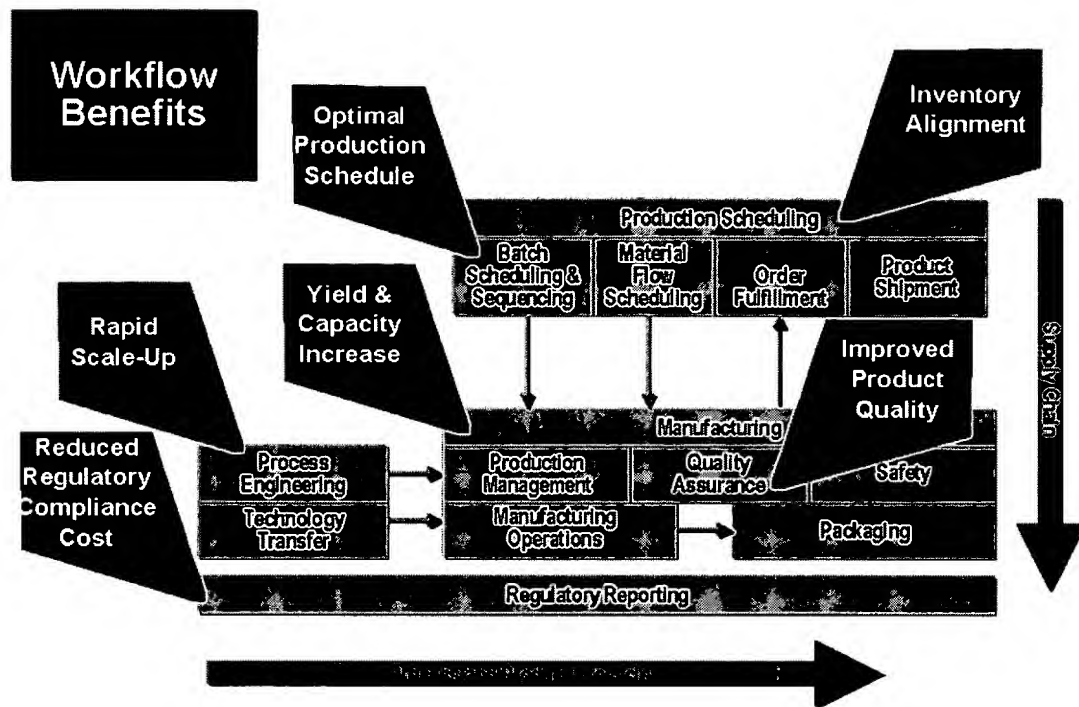 Workflow
Benefits
Optimal
Production
Schedule
Inventory
Alignment
Production Scheduling
Batch
Scheduling &
Sequencing
Material
Flow
Scheduling
Order
Fulfillment
Product
Shipment
Yield &
Capacity
Increase
Rapid
Scale-Up
Improved
Product
Quality
Supply Chain
Manufacturing
Reduced
Regulatory
Compliance
Cost
Process
Engineering
Production
Management
Quality
Assurance
Safety
Technology
Transfer
Manufacturing
Operations
Packaging
Regulatory Reporting